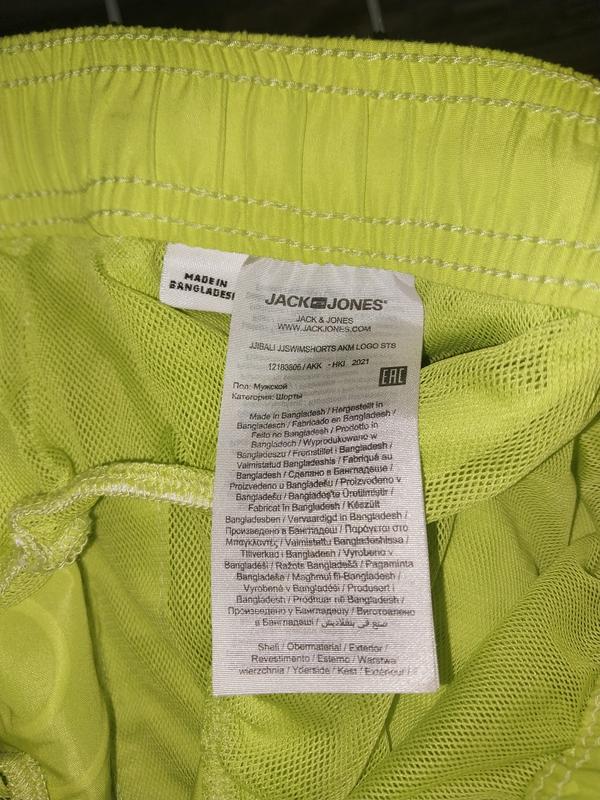 MADE IN
BANGLADESH
JACK & JONES®
JACK & JONES
WWW.JACKJONES.COM
JJIBALI JJSWIMSHORTS AKM LOGO STS
12183806 / AKK - HKI 2021
EAC
Пол: Мужской
Категория: Шорты
Made in Bangladesh / Hergestellt in
Bangladesch / Fabricado en Bangladesh /
Feito no Bangladesh / Prodotto in
Bangladesh / Wyprodukowano w
Bangladeszu / Fremstillet i Bangladesh /
Valmistatud Bangladeshis / Fabriqué au
Bangladesh / Сделано в Бангладеше /
Proizvedeno u Bangladešu / Proizvedeno v
Bangladešu / Bangladeş'te Üretilmiştir /
Fabricat în Bangladesh / Készült
Bangladesben / Vervaardigd in Bangladesh /
Произведено в Бангладеш / Παράγεται στο
Μπαγκλαντές / Valmistettu Bangladeshissa /
Tillverkad i Bangladesh / Vyrobeno v
Bangladéši / Ražots Bangladešā / Pagaminta
Bangladeše / Maghmul fil-Bangladesh /
Vyrobené v Bangladéši / Produsert i
Bangladesh / Prodhuar në Bangladesh /
Произведено у Бангладешу / Виготовлено
в Бангладеш / صنع في بنغلاديش
Shell / Obermaterial / Exterior /
Revestimento / Esterno / Warstwa
wierzchnia / Yderside / Kest / Extérieur /